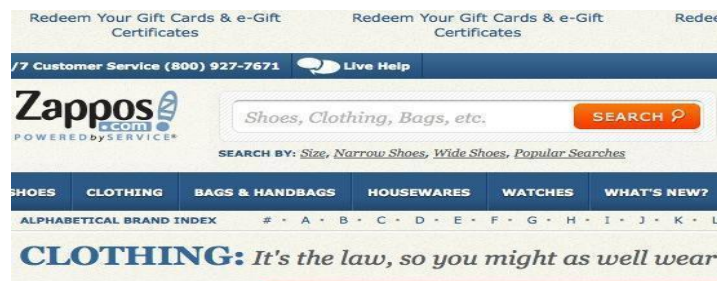 Redeem Your Gift Cards & e-Gift Certificates
Redeem Your Gift Cards & e-Gift Certificates
/7 Customer Service (800) 927-7671 Live Help
Zappos.com
POWERED by SERVICE
Shoes, Clothing, Bags, etc. SEARCH
SEARCH BY: Size, Narrow Shoes, Wide Shoes, Popular Searches
SHOES CLOTHING BAGS & HANDBAGS HOUSEWARES WATCHES WHAT'S NEW?
ALPHABETICAL BRAND INDEX # - A - B - C - D - E - F - G - H - I - J - K -
CLOTHING: It's the law, so you might as well wear